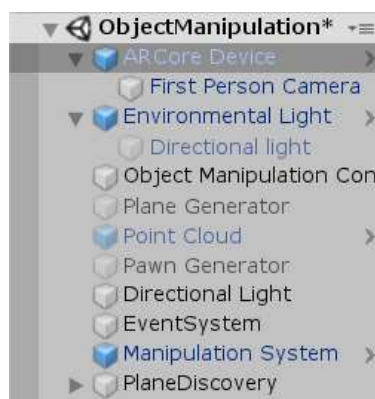 ObjectManipulation*
ARCore Device
First Person Camera
Environmental Light
Directional light
Object Manipulation Con
Plane Generator
Point Cloud
Pawn Generator
Directional Light
EventSystem
Manipulation System
PlaneDiscovery